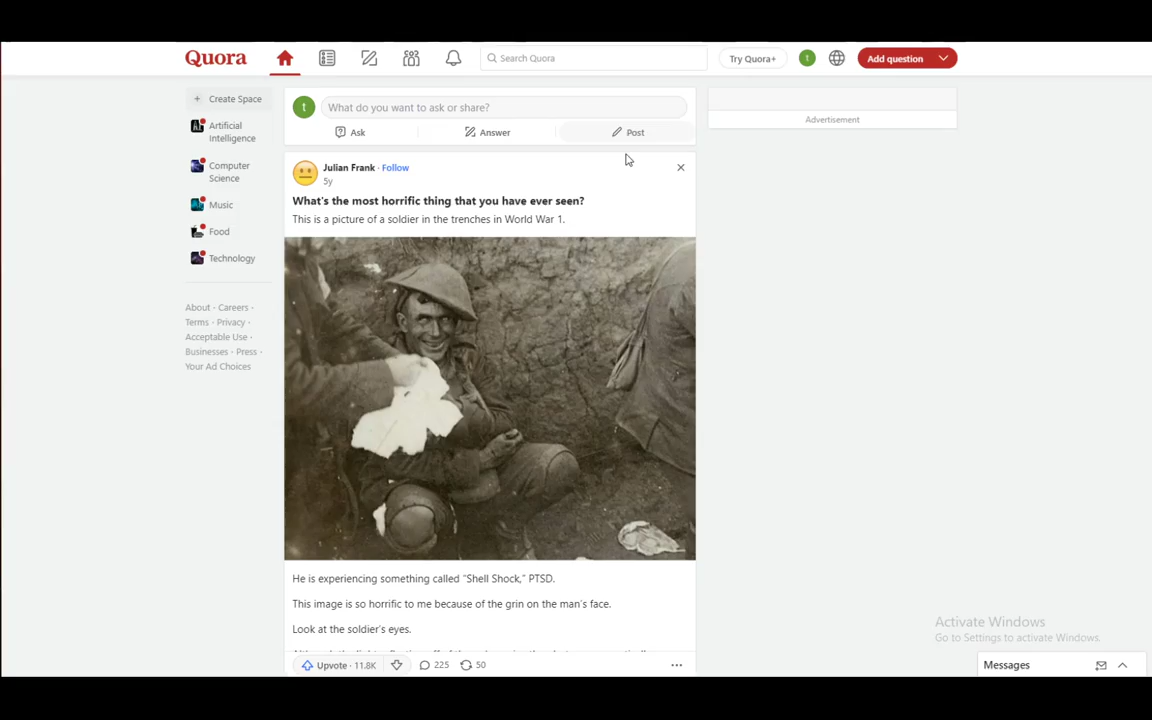 Quora
Search Quora
Try Quora+
t
Add question
+ Create Space
Artificial
Intelligence
Computer
Science
Music
Food
Technology
About · Careers ·
Terms · Privacy ·
Acceptable Use ·
Businesses · Press ·
Your Ad Choices
t
What do you want to ask or share?
Ask
Answer
Post
Julian Frank · Follow
5y
What's the most horrific thing that you have ever seen?
This is a picture of a soldier in the trenches in World War 1.
He is experiencing something called "Shell Shock," PTSD.
This image is so horrific to me because of the grin on the man's face.
Look at the soldier's eyes.
Upvote · 11.8K
225
50
Advertisement
Activate Windows
Go to Settings to activate Windows.
Messages